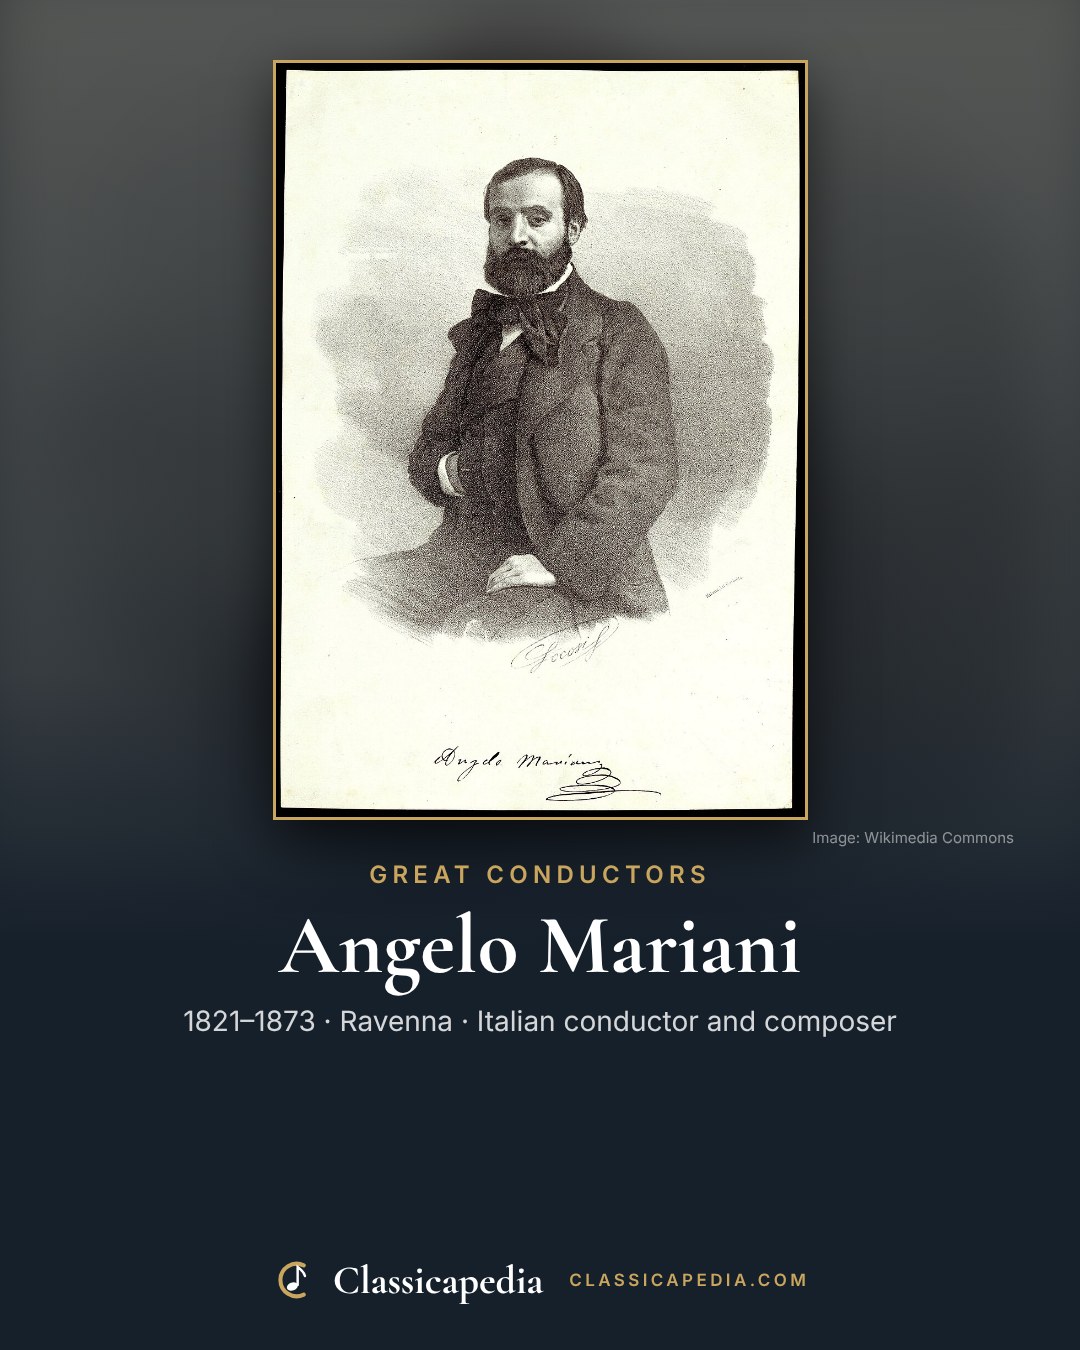 Focosi
Angelo Mariani
Image: Wikimedia Commons
GREAT CONDUCTORS
Angelo Mariani
1821–1873 · Ravenna · Italian conductor and composer
Classicapedia CLASSICAPEDIA.COM